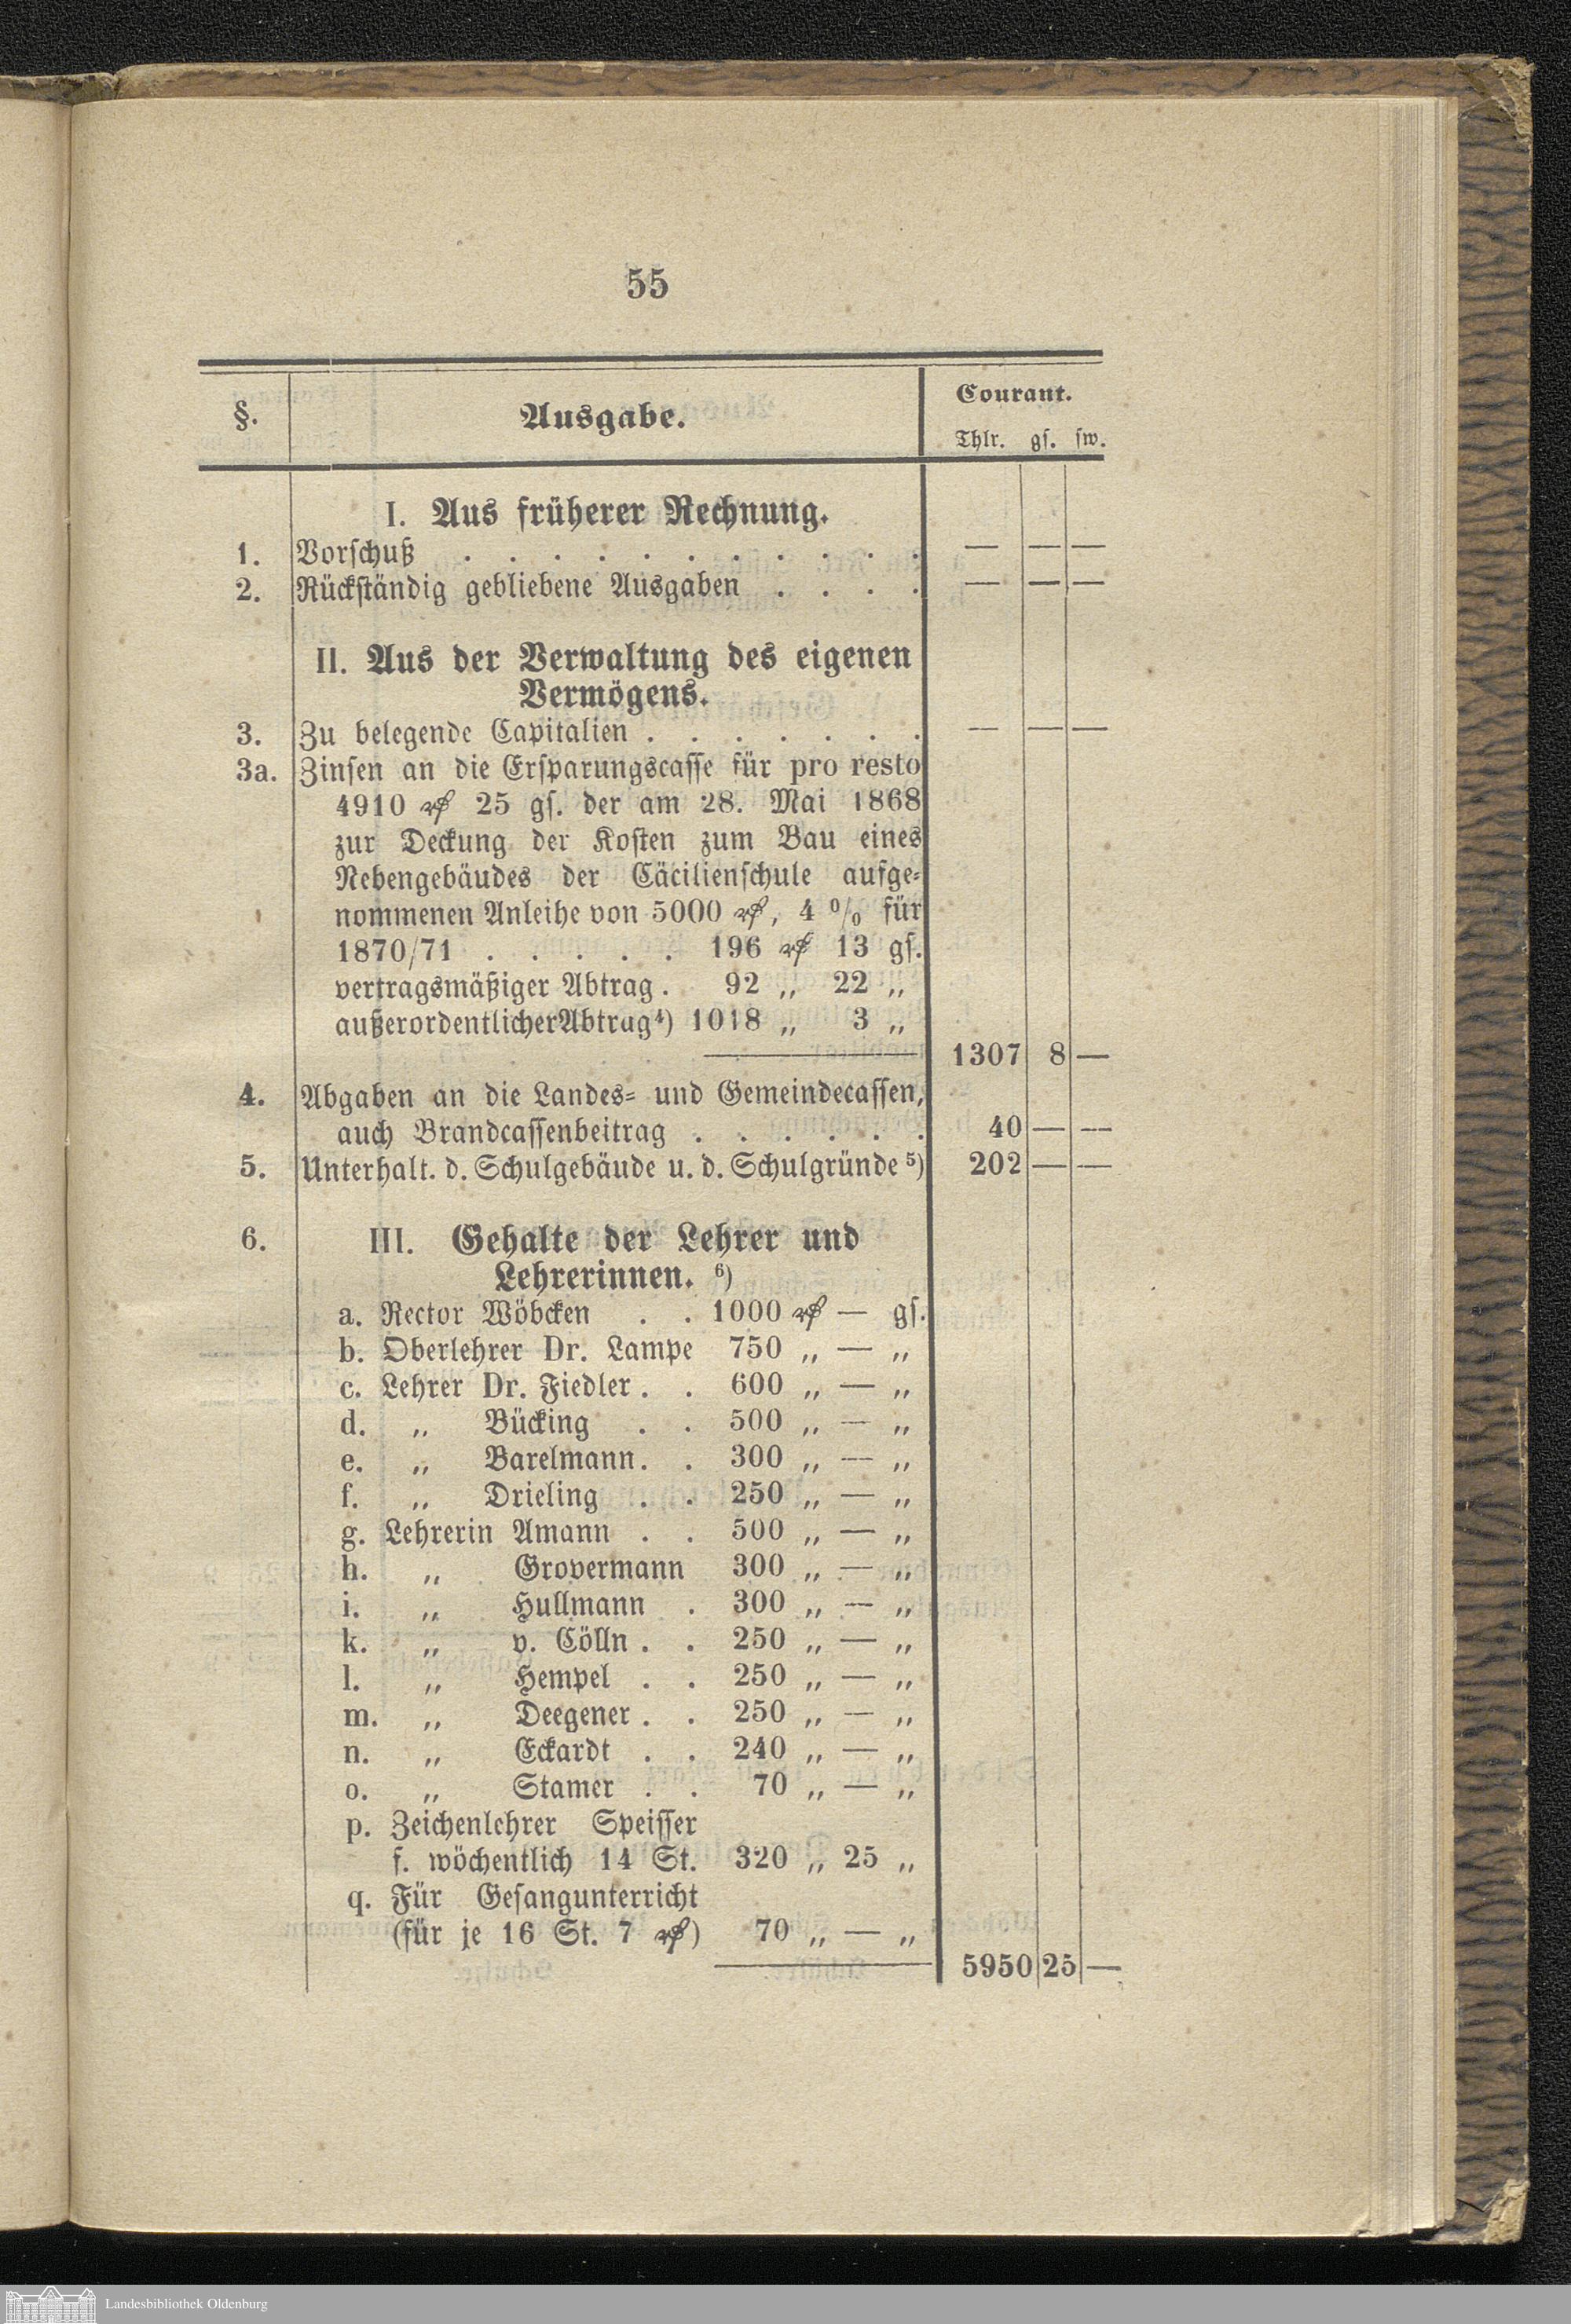 55
§. Ausgabe. Courant.
Thlr. gs. sw.
I. Aus früherer Rechnung.
1. Vorschuß . . . . . . . . . . . — — —
2. Rückständig gebliebene Ausgaben . . . . — — —
II. Aus der Verwaltung des eigenen
Vermögens.
3. Zu belegende Capitalien . . . . . . . — — —
3a. Zinsen an die Ersparungscasse für pro resto
4910 ₰ 25 gs. der am 28. Mai 1868
zur Deckung der Kosten zum Bau eines
Nebengebäudes der Cäcilienschule aufge-
nommenen Anleihe von 5000 ₰, 4 % für
1870/71 . . . . . 196 ₰ 13 gs.
vertragsmäßiger Abtrag . 92 „ 22 „
außerordentlicher Abtrag 4) 1018 „ 3 „
1307 8 —
4. Abgaben an die Landes- und Gemeindecassen,
auch Brandcassenbeitrag . . . . . . 40 — —
5. Unterhalt. d. Schulgebäude u. d. Schulgründe 5) 202 — —
6. III. Gehalte der Lehrer und
Lehrerinnen. 6)
a. Rector Wöbcken . . 1000 ₰ — gs.
b. Oberlehrer Dr. Lampe 750 „ — „
c. Lehrer Dr. Fiedler . . 600 „ — „
d. „ Bücking . . 500 „ — „
e. „ Barelmann . . 300 „ — „
f. „ Drieling . . 250 „ — „
g. Lehrerin Amann . . 500 „ — „
h. „ Grovermann 300 „ — „
i. „ Hullmann . 300 „ — „
k. „ v. Cölln . . 250 „ — „
l. „ Hempel . . 250 „ — „
m. „ Deegener . . 250 „ — „
n. „ Eckardt . . 240 „ — „
o. „ Stamer . . 70 „ — „
p. Zeichenlehrer Speisser
f. wöchentlich 14 St. 320 „ 25 „
q. Für Gesangunterricht
(für je 16 St. 7 ₰) 70 „ — „
5950 25 —
Landesbibliothek Oldenburg